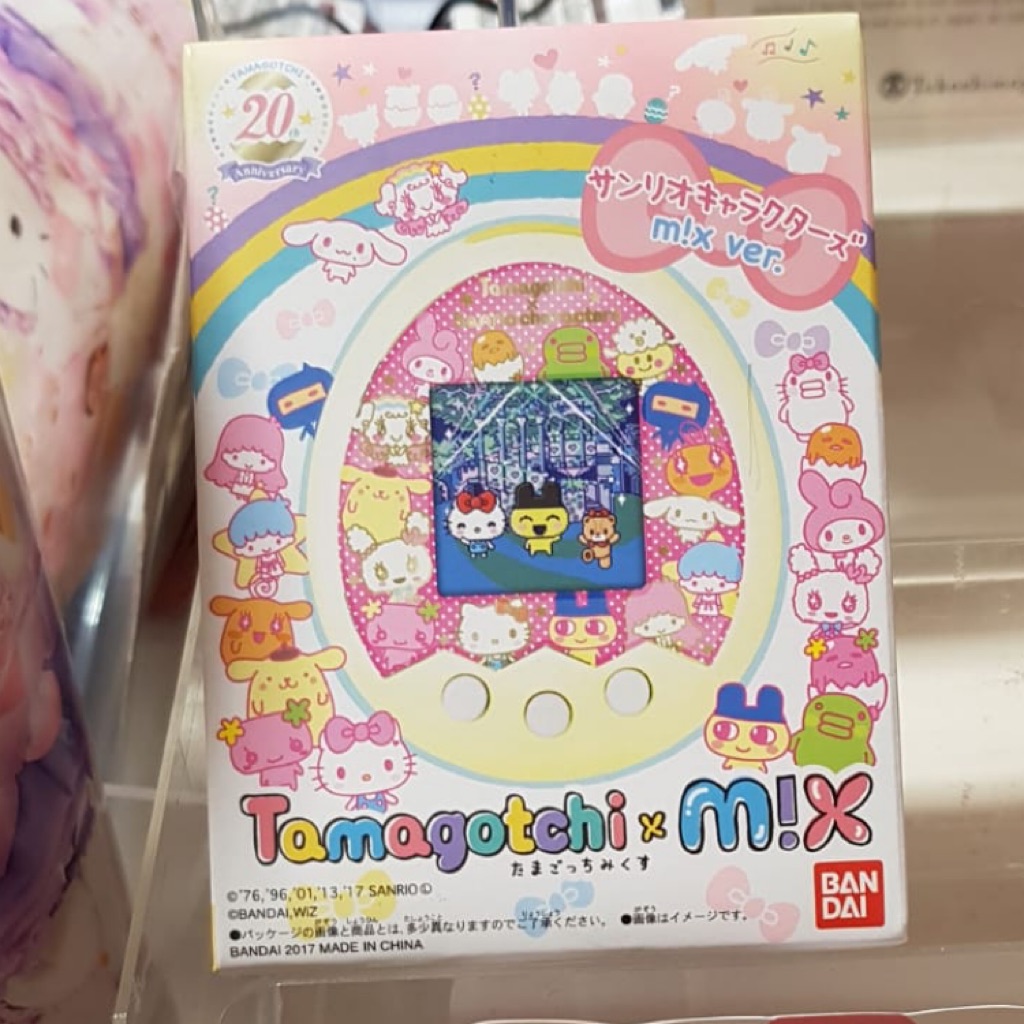 TAMAGOTCHI
20th
Anniversary
サンリオキャラクターズ
m!x ver.
Tamagotchi
×
Sanrio characters
Tamagotchi × m!x
たまごっちみくす
©'76,'96,'01,'13,'17 SANRIO Ⓛ
©BANDAI,WiZ
●パッケージの画像と商品とは、多少異なりますのでご了承ください。 ●画像はイメージです。
BANDAI 2017 MADE IN CHINA
BAN
DAI
Takashimaya